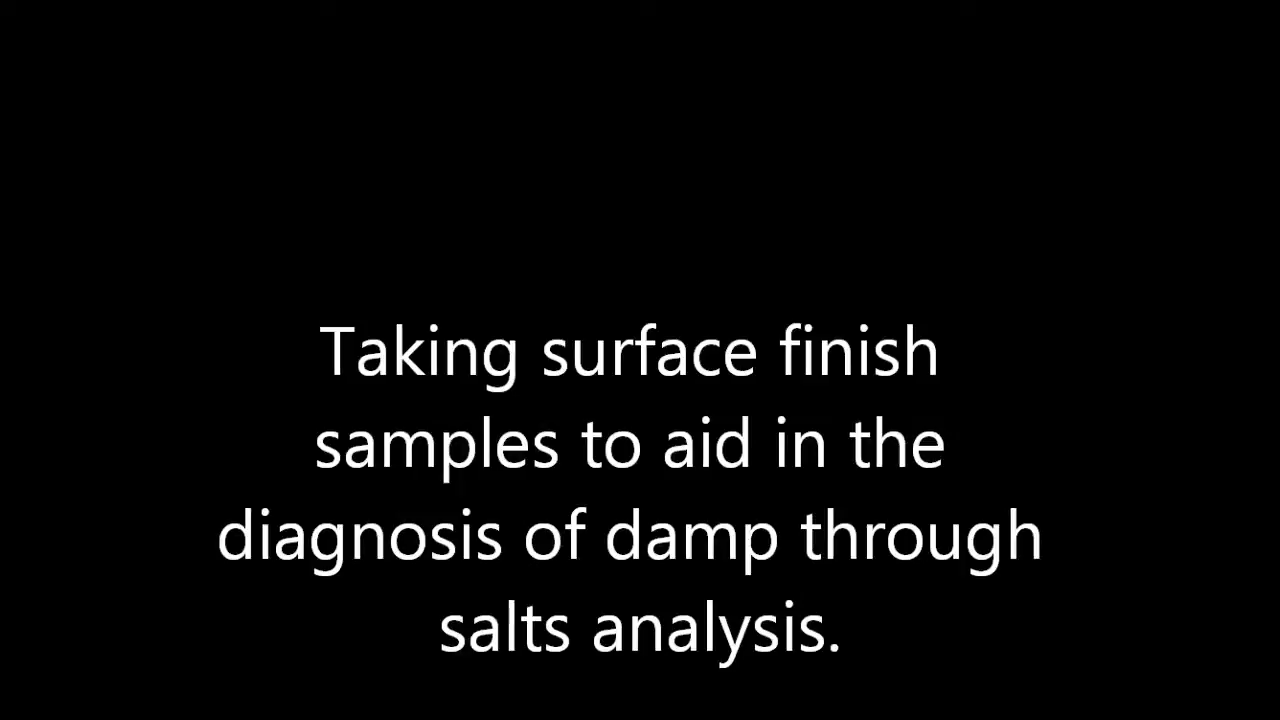 Taking surface finish
samples to aid in the
diagnosis of damp through
salts analysis.